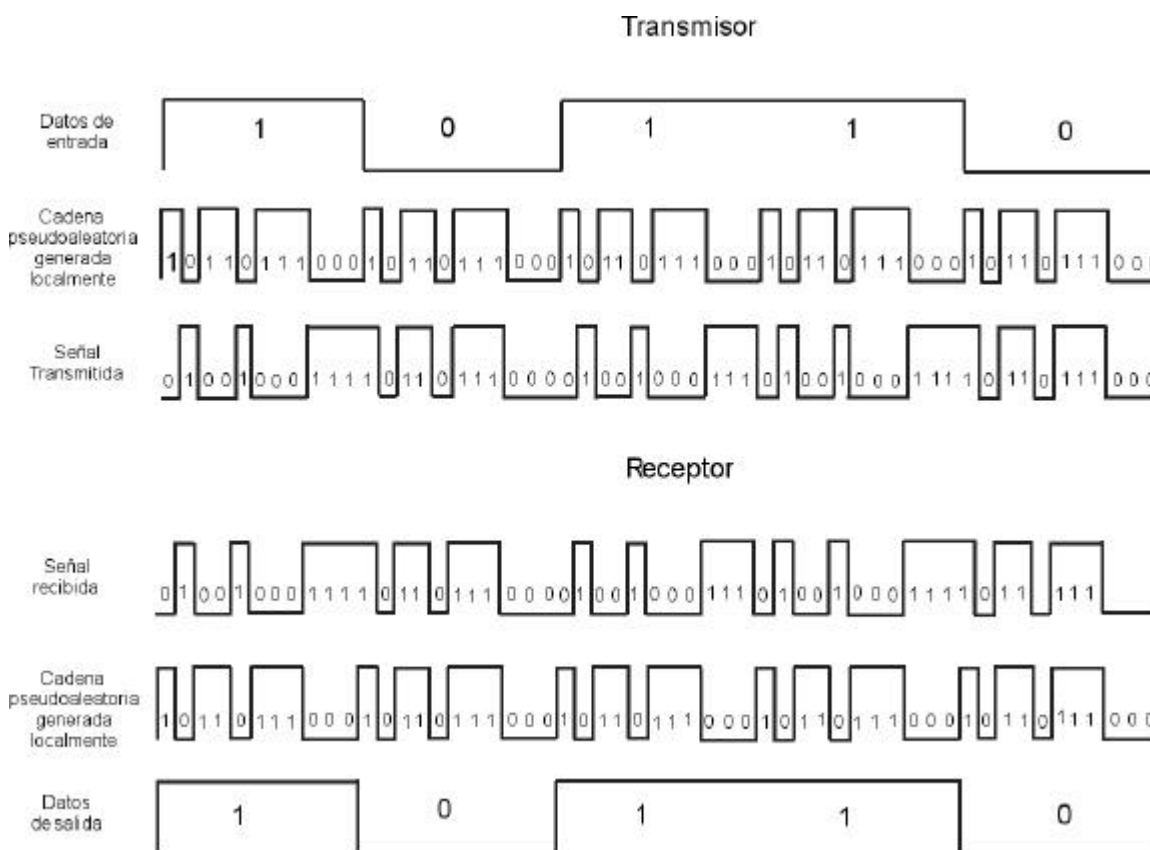 Transmisor
Datos de
entrada
1 0 1 1 0
Cadena
pseudoaleatoria
generada
localmente
1 0 1 1 0 1 1 1 0 0 0 1 0 1 1 0 1 1 1 0 0 0 1 0 1 1 0 1 1 1 0 0 0 1 0 1 1 0 1 1 1 0 0 0 1 0 1 1 0 1 1 1 0 0 0
Señal
Transmitida
0 1 0 0 1 0 0 0 1 1 1 1 0 1 1 0 1 1 1 0 0 0 0 1 0 0 1 0 0 0 1 1 1 0 1 0 0 1 0 0 0 1 1 1 1 0 1 1 0 1 1 1 0 0 0
Receptor
Señal
recibida
0 1 0 0 1 0 0 0 1 1 1 1 0 1 1 0 1 1 1 0 0 0 0 1 0 0 1 0 0 0 1 1 1 0 1 0 0 1 0 0 0 1 1 1 1 0 1 1 1 1 1
Cadena
pseudoaleatoria
generada
localmente
1 0 1 1 0 1 1 1 0 0 0 1 0 1 1 0 1 1 1 0 0 0 1 0 1 1 0 1 1 1 0 0 0 1 0 1 1 0 1 1 1 0 0 0 1 0 1 1 0 1 1 1 0 0 0
Datos
de salida
1 0 1 1 0